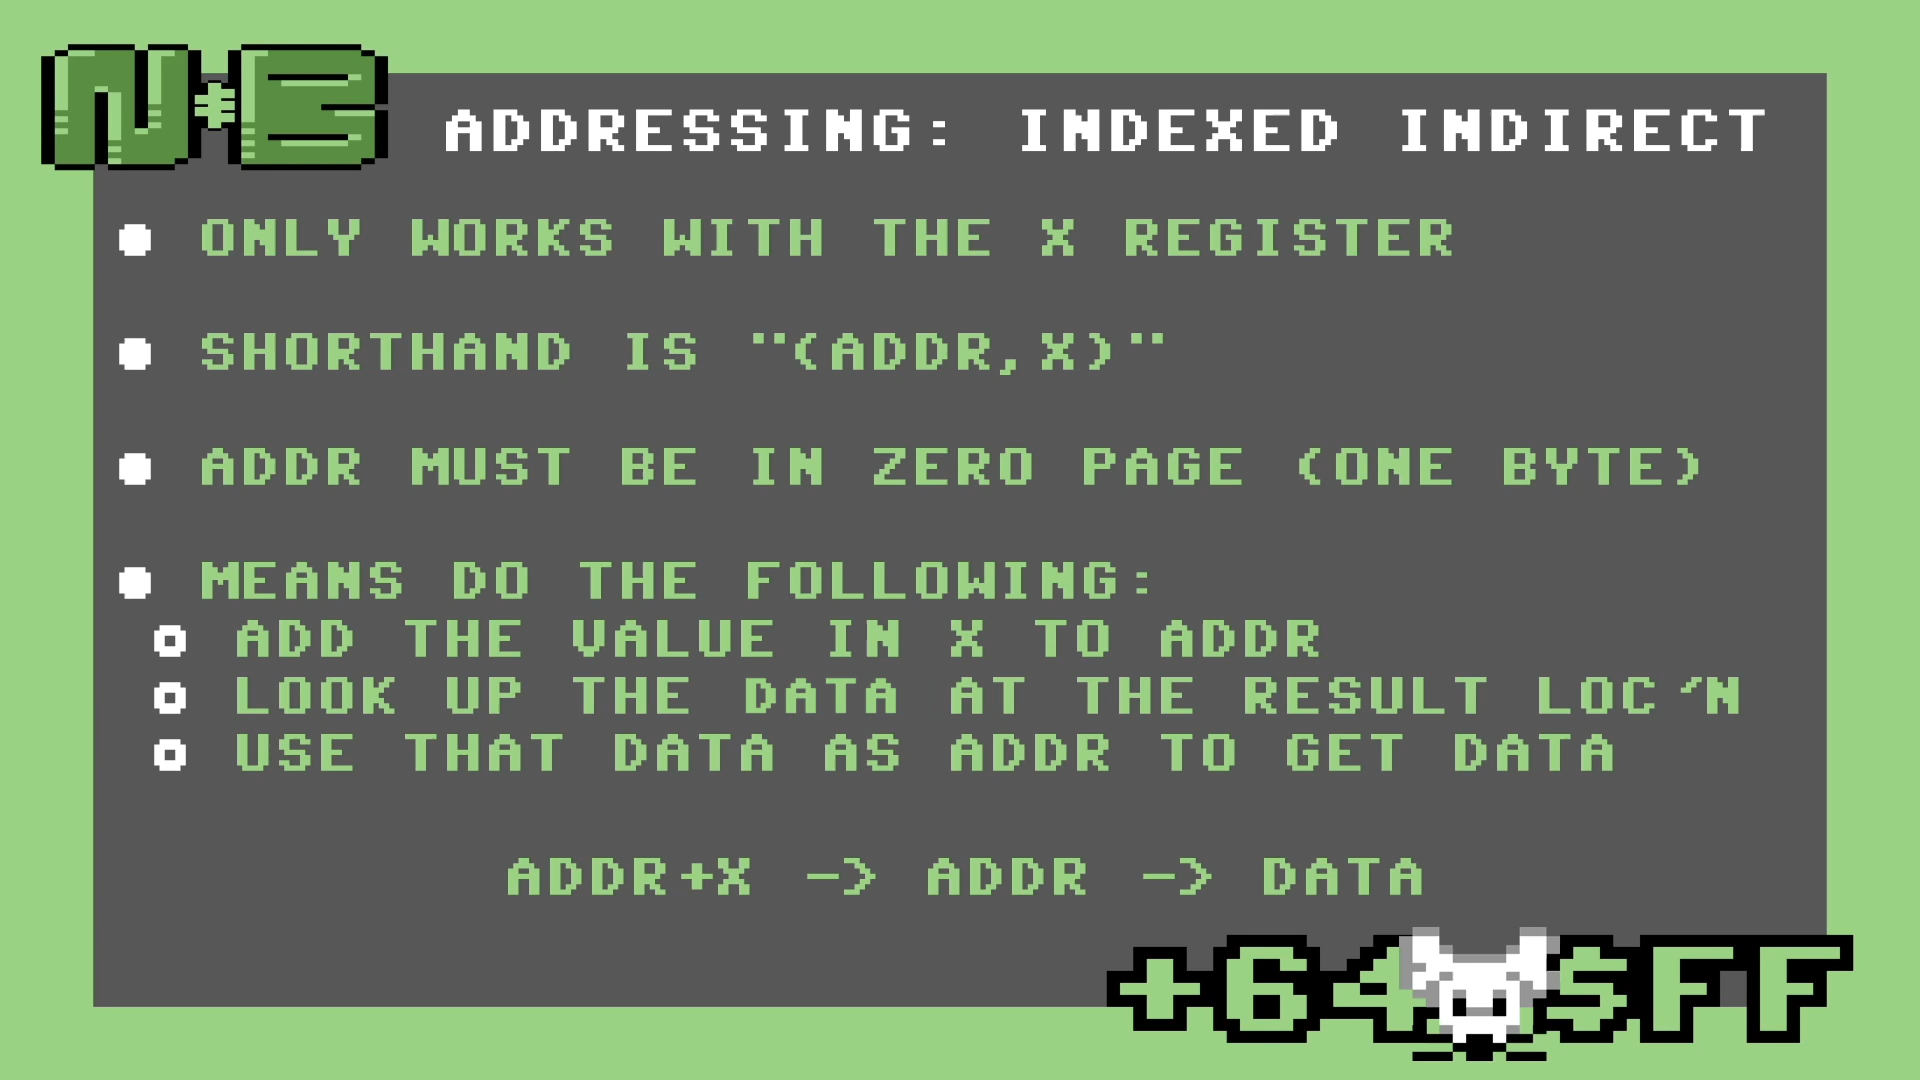 N*B
ADDRESSING: INDEXED INDIRECT
ONLY WORKS WITH THE X REGISTER
SHORTHAND IS "(ADDR,X)"
ADDR MUST BE IN ZERO PAGE (ONE BYTE)
MEANS DO THE FOLLOWING:
ADD THE VALUE IN X TO ADDR
LOOK UP THE DATA AT THE RESULT LOC'N
USE THAT DATA AS ADDR TO GET DATA
ADDR+X -> ADDR -> DATA
+64 $FF